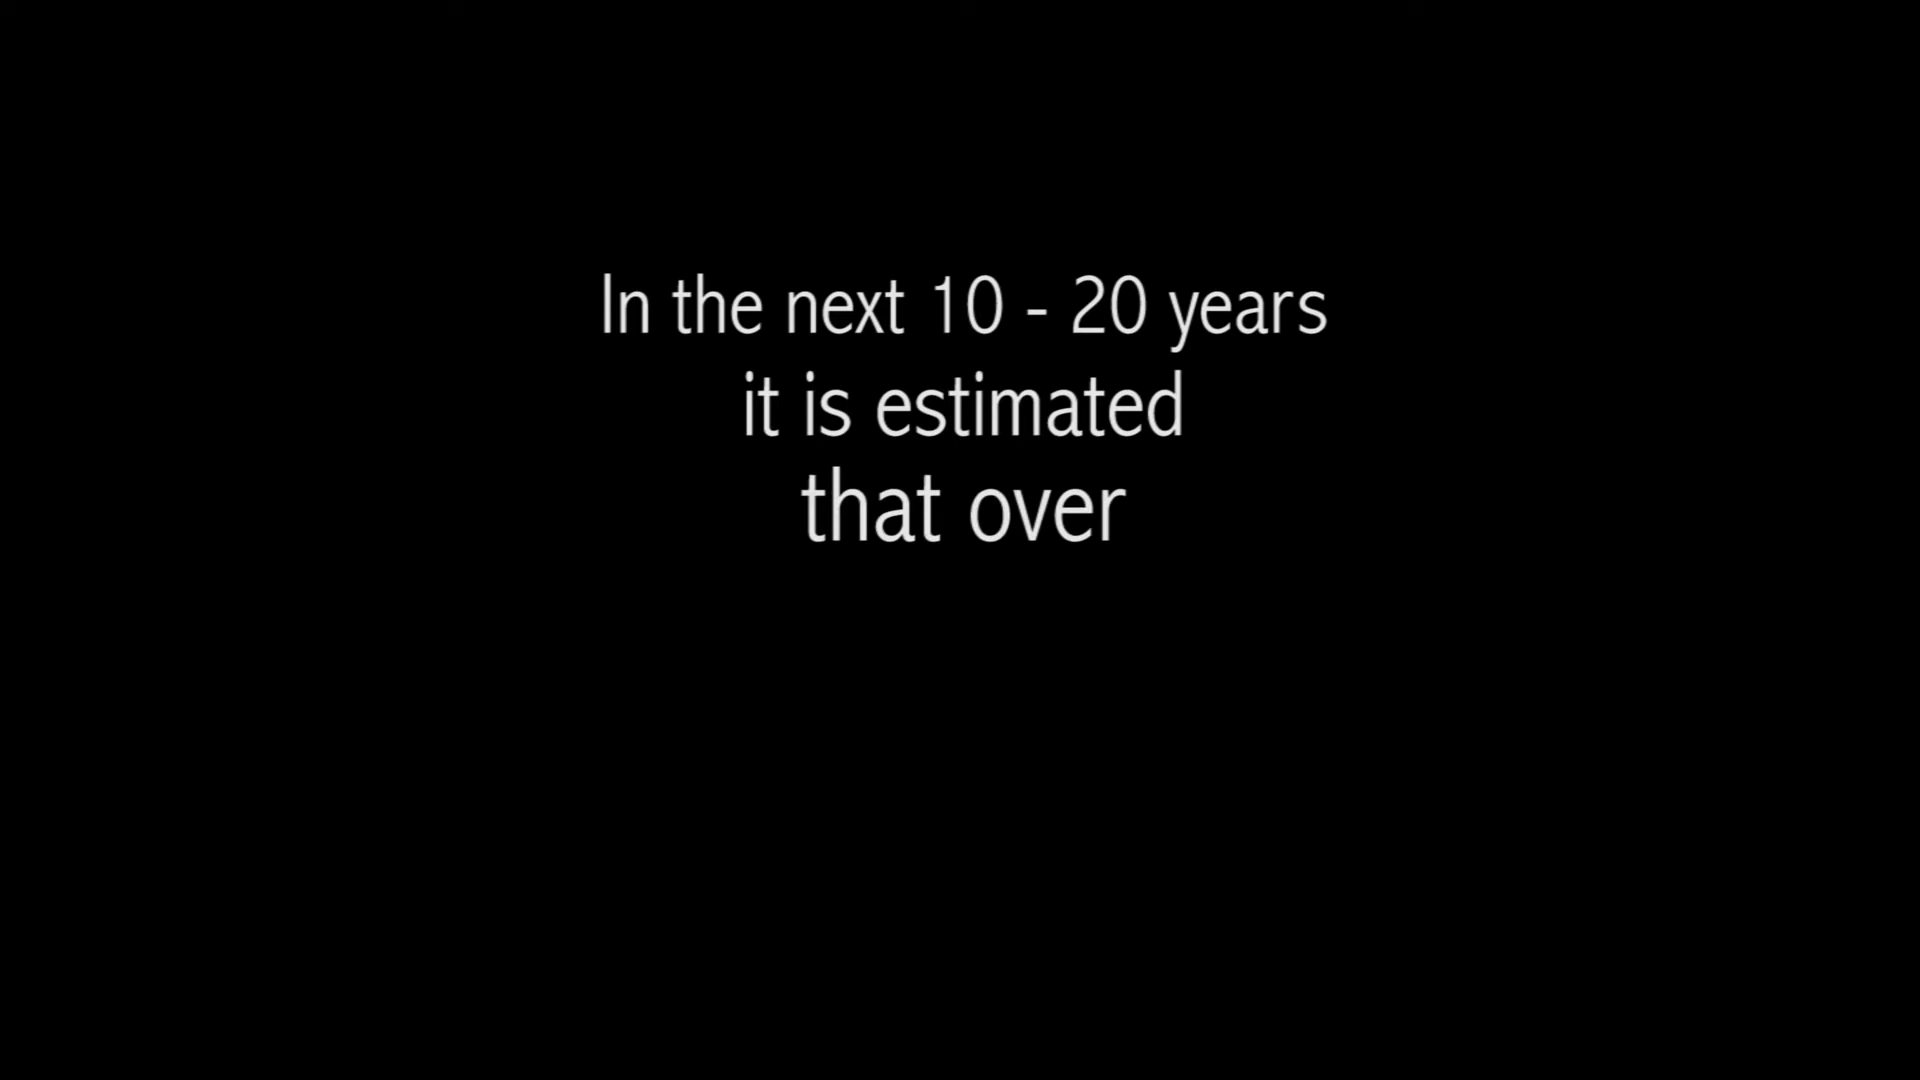 In the next 10 - 20 years
it is estimated
that over